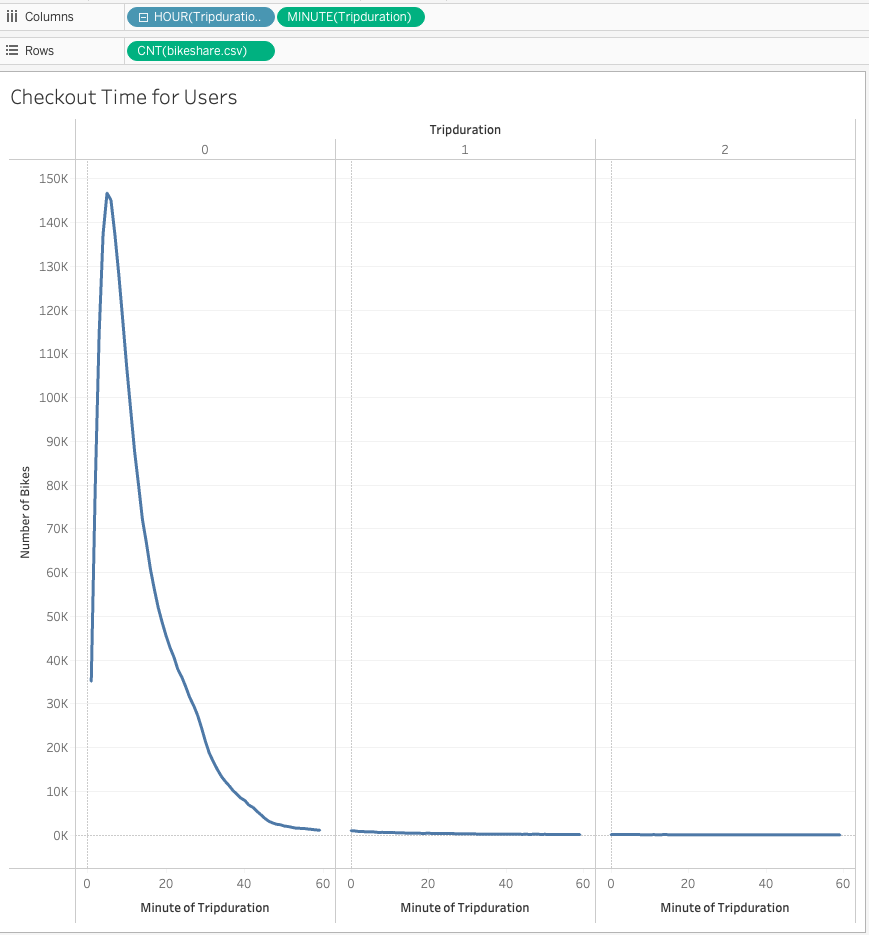 Columns
HOUR(Tripduratio..
MINUTE(Tripduration)
Rows
CNT(bikeshare.csv)
Checkout Time for Users
Tripduration
0 1 2
150K
140K
130K
120K
110K
100K
90K
80K
70K
60K
50K
40K
30K
20K
10K
0K
Number of Bikes
0 20 40 60 0 20 40 60 0 20 40 60
Minute of Tripduration Minute of Tripduration Minute of Tripduration